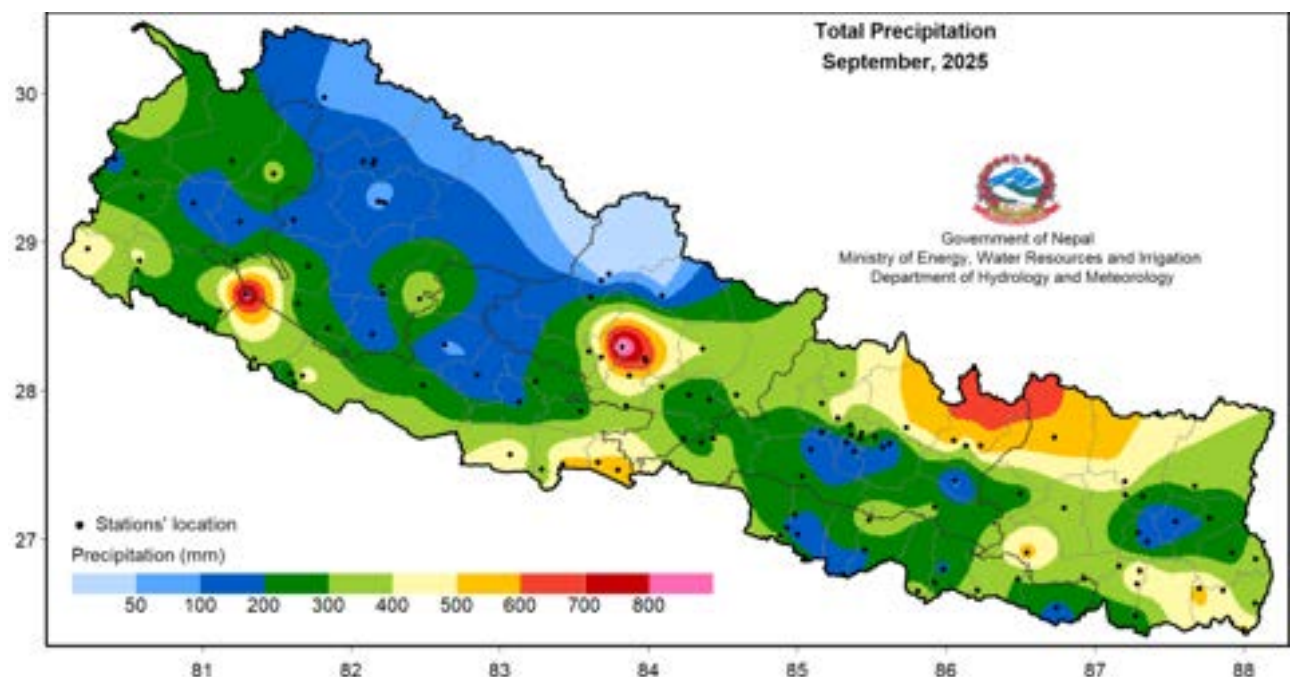 Total Precipitation
September, 2025
Government of Nepal
Ministry of Energy, Water Resources and Irrigation
Department of Hydrology and Meteorology
30
29
28
27
Stations' location
Precipitation (mm)
50 100 200 300 400 500 600 700 800
81 82 83 84 85 86 87 88